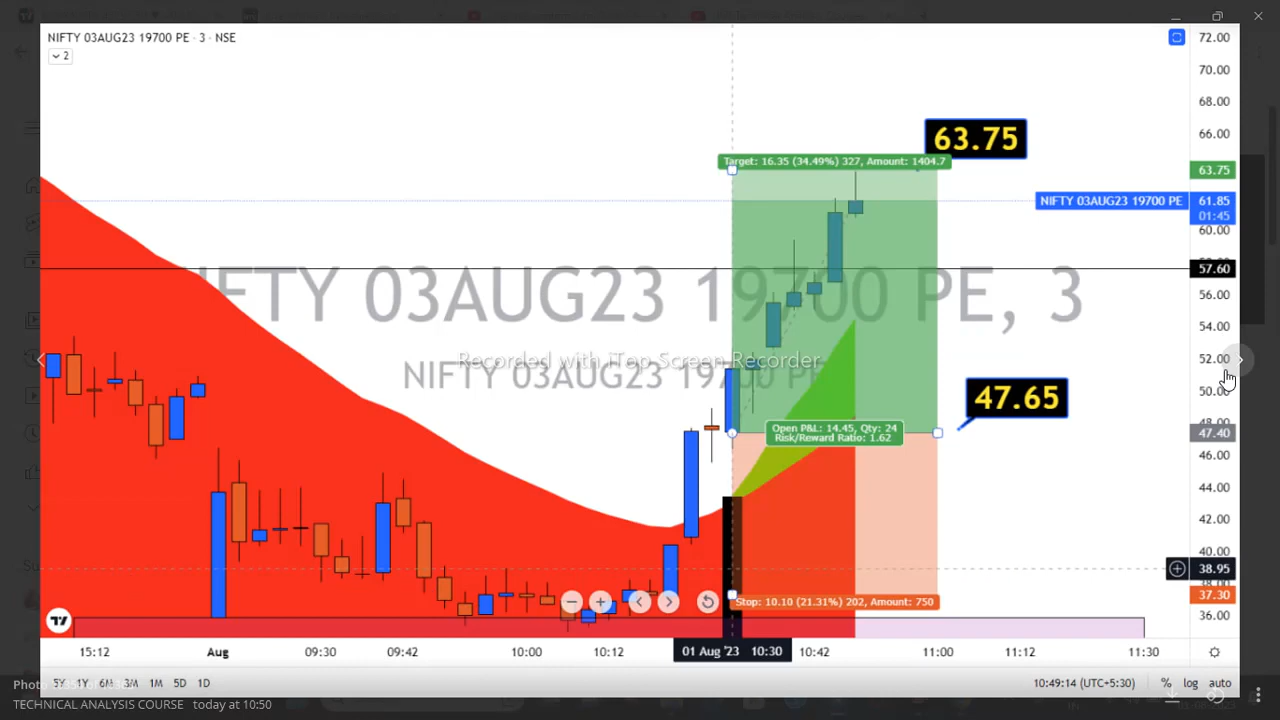 NIFTY 03AUG23 19700 PE · 3 · NSE
2
72.00
70.00
68.00
66.00
63.75
Target: 16.35 (34.49%) 327, Amount: 1404.7
63.75
NIFTY 03AUG23 19700 PE 61.85
01:45
60.00
57.60
NIFTY 03AUG23 19700 PE, 3
56.00
54.00
52.00
Recorded with iTop Screen Recorder
NIFTY 03AUG23 19700 PE
50.00
47.65
48.00
Open P&L: 14.45, Qty: 24
Risk/Reward Ratio: 1.62
47.40
46.00
44.00
42.00
40.00
38.95
38.00
37.30
Stop: 10.10 (21.31%) 202, Amount: 750
36.00
15:12 Aug 09:30 09:42 10:00 10:12 01 Aug '23 10:30 10:42 11:00 11:12 11:30
5Y 1Y 6M 3M 1M 5D 1D
10:49:14 (UTC+5:30) % log auto
Photo
TECHNICAL ANALYSIS COURSE today at 10:50